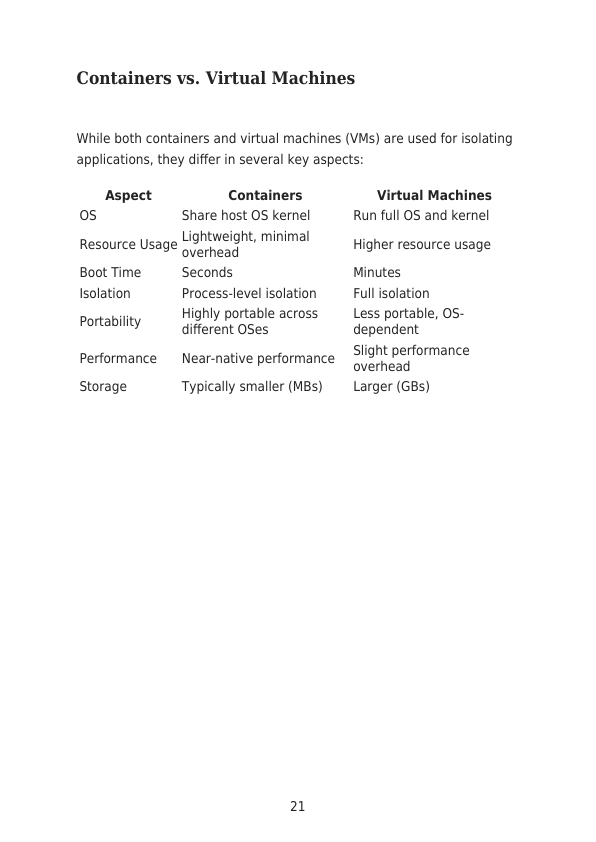 Containers vs. Virtual Machines
While both containers and virtual machines (VMs) are used for isolating
applications, they differ in several key aspects:
Aspect Containers Virtual Machines
OS Share host OS kernel Run full OS and kernel
Resource Usage Lightweight, minimal overhead Higher resource usage
Boot Time Seconds Minutes
Isolation Process-level isolation Full isolation
Portability Highly portable across different OSes Less portable, OS-dependent
Performance Near-native performance Slight performance overhead
Storage Typically smaller (MBs) Larger (GBs)
21